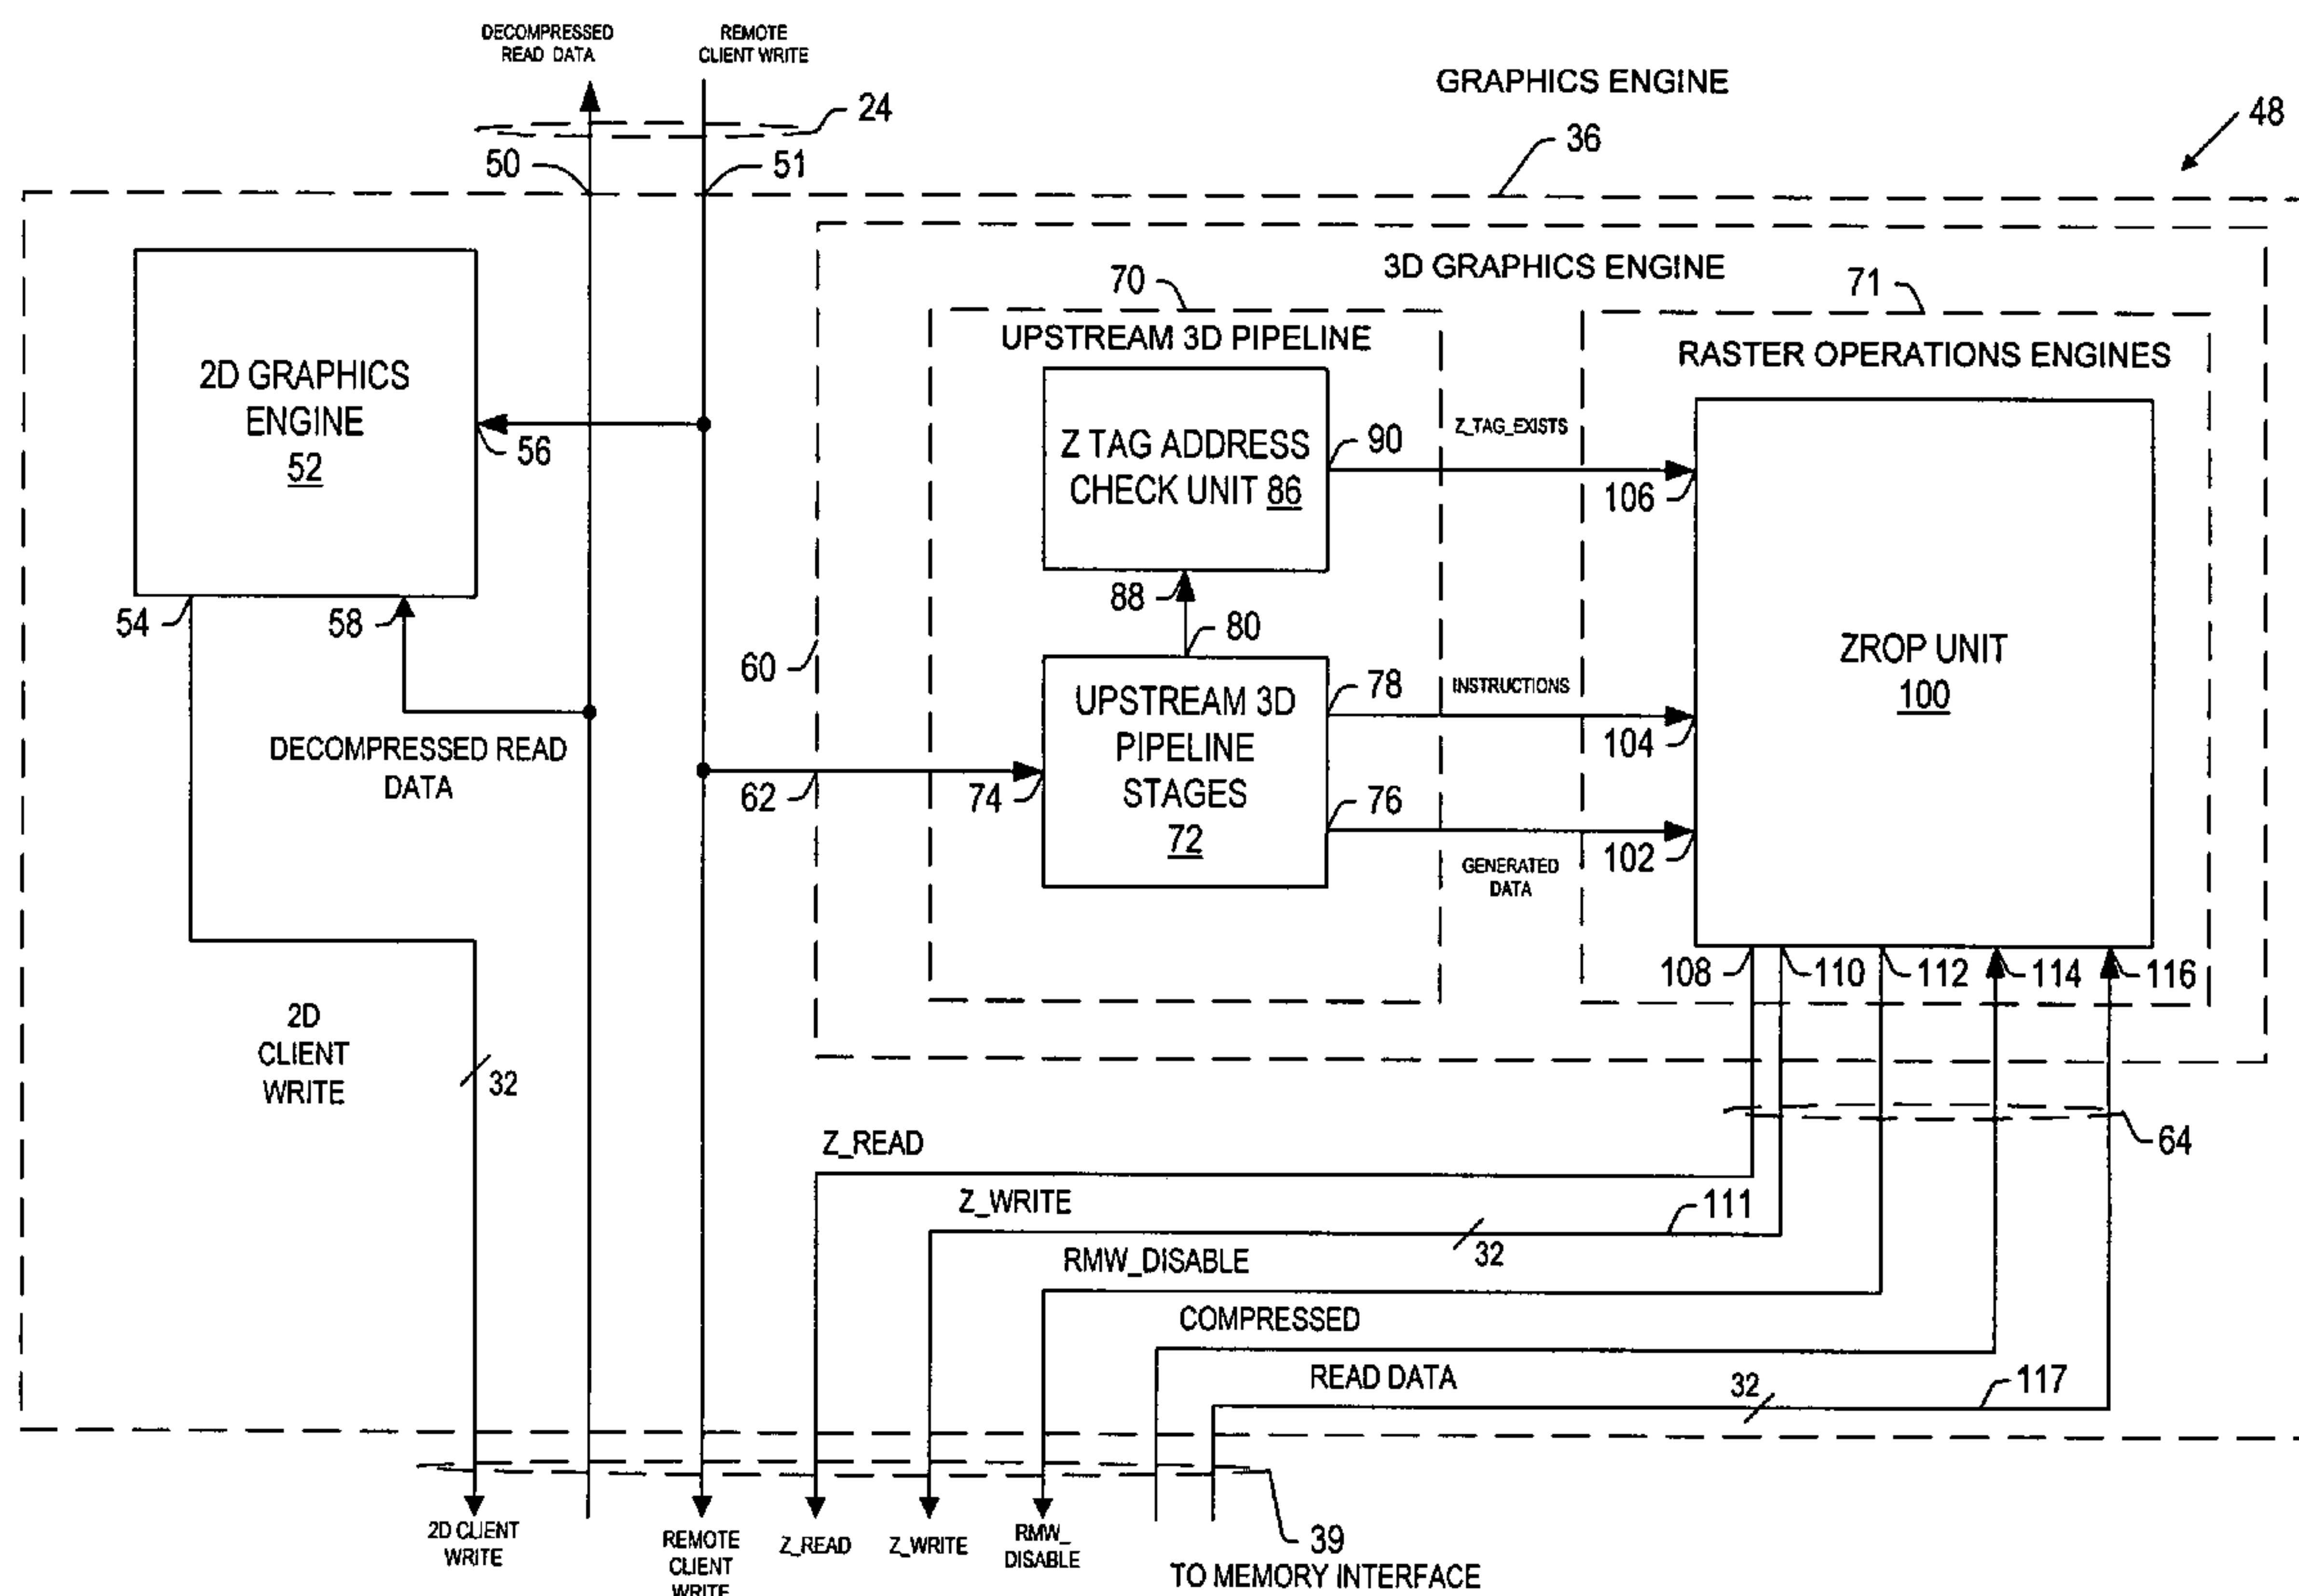 DECOMPRESSED
READ DATA
REMOTE
CLIENT WRITE
GRAPHICS ENGINE
24
36
48
50
51
3D GRAPHICS ENGINE
70
71
UPSTREAM 3D PIPELINE
RASTER OPERATIONS ENGINES
2D GRAPHICS
ENGINE
52
56
Z TAG ADDRESS
CHECK UNIT 86
90
Z_TAG_EXISTS
106
54
58
88
80
60
ZROP UNIT
100
UPSTREAM 3D
PIPELINE
STAGES
72
78
INSTRUCTIONS
104
DECOMPRESSED READ
DATA
62
74
76
102
GENERATED
DATA
108
110
112
114
116
2D
CLIENT
WRITE
32
64
Z_READ
Z_WRITE
111
32
RMW_DISABLE
COMPRESSED
READ DATA
32
117
2D CLIENT
WRITE
REMOTE
CLIENT
WRITE
Z_READ
Z_WRITE
RMW_
DISABLE
39
TO MEMORY INTERFACE